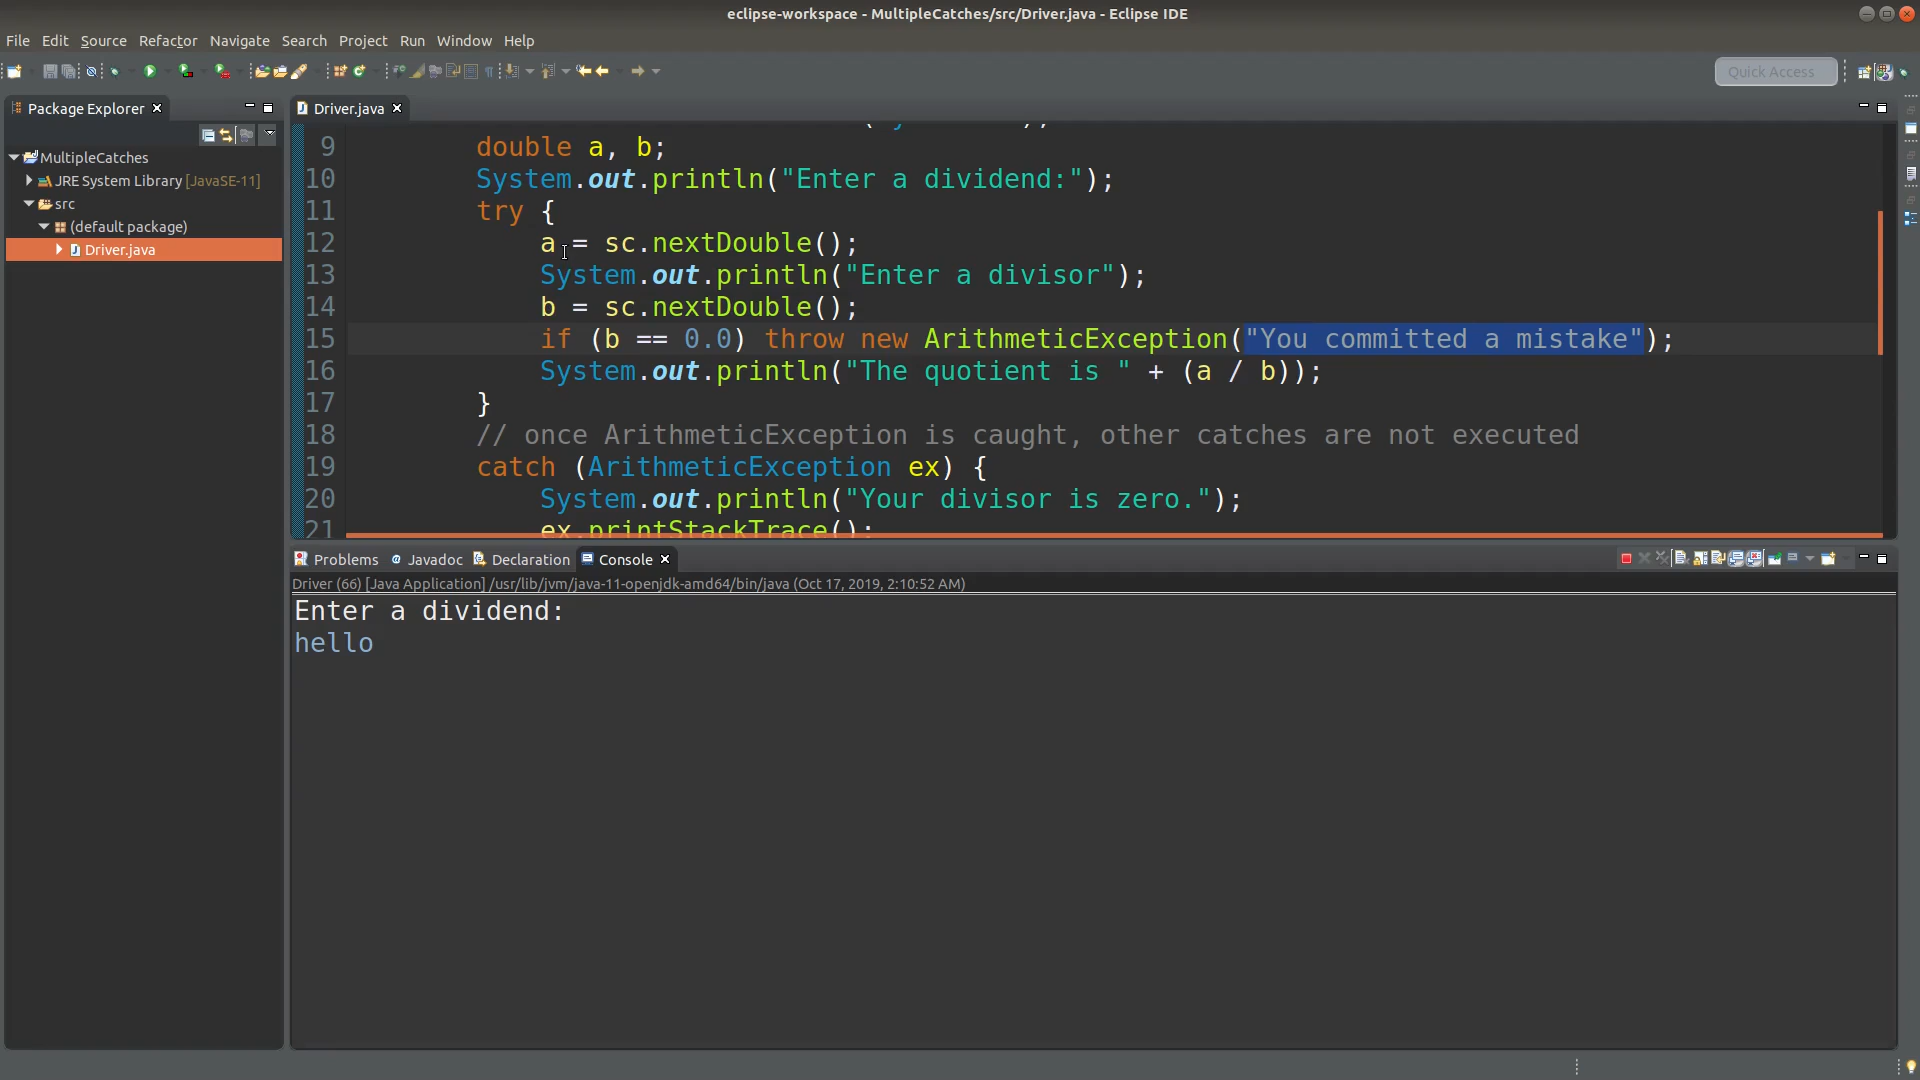 eclipse-workspace - MultipleCatches/src/Driver.java - Eclipse IDE
File Edit Source Refactor Navigate Search Project Run Window Help
Quick Access
Package Explorer
Driver.java
MultipleCatches
JRE System Library [JavaSE-11]
src
(default package)
Driver.java
9 double a, b;
10 System.out.println("Enter a dividend:");
11 try {
12 a = sc.nextDouble();
13 System.out.println("Enter a divisor");
14 b = sc.nextDouble();
15 if (b == 0.0) throw new ArithmeticException("You committed a mistake");
16 System.out.println("The quotient is " + (a / b));
17 }
18 // once ArithmeticException is caught, other catches are not executed
19 catch (ArithmeticException ex) {
20 System.out.println("Your divisor is zero.");
21 ex.printStackTrace();
Problems Javadoc Declaration Console
Driver (66) [Java Application] /usr/lib/jvm/java-11-openjdk-amd64/bin/java (Oct 17, 2019, 2:10:52 AM)
Enter a dividend:
hello